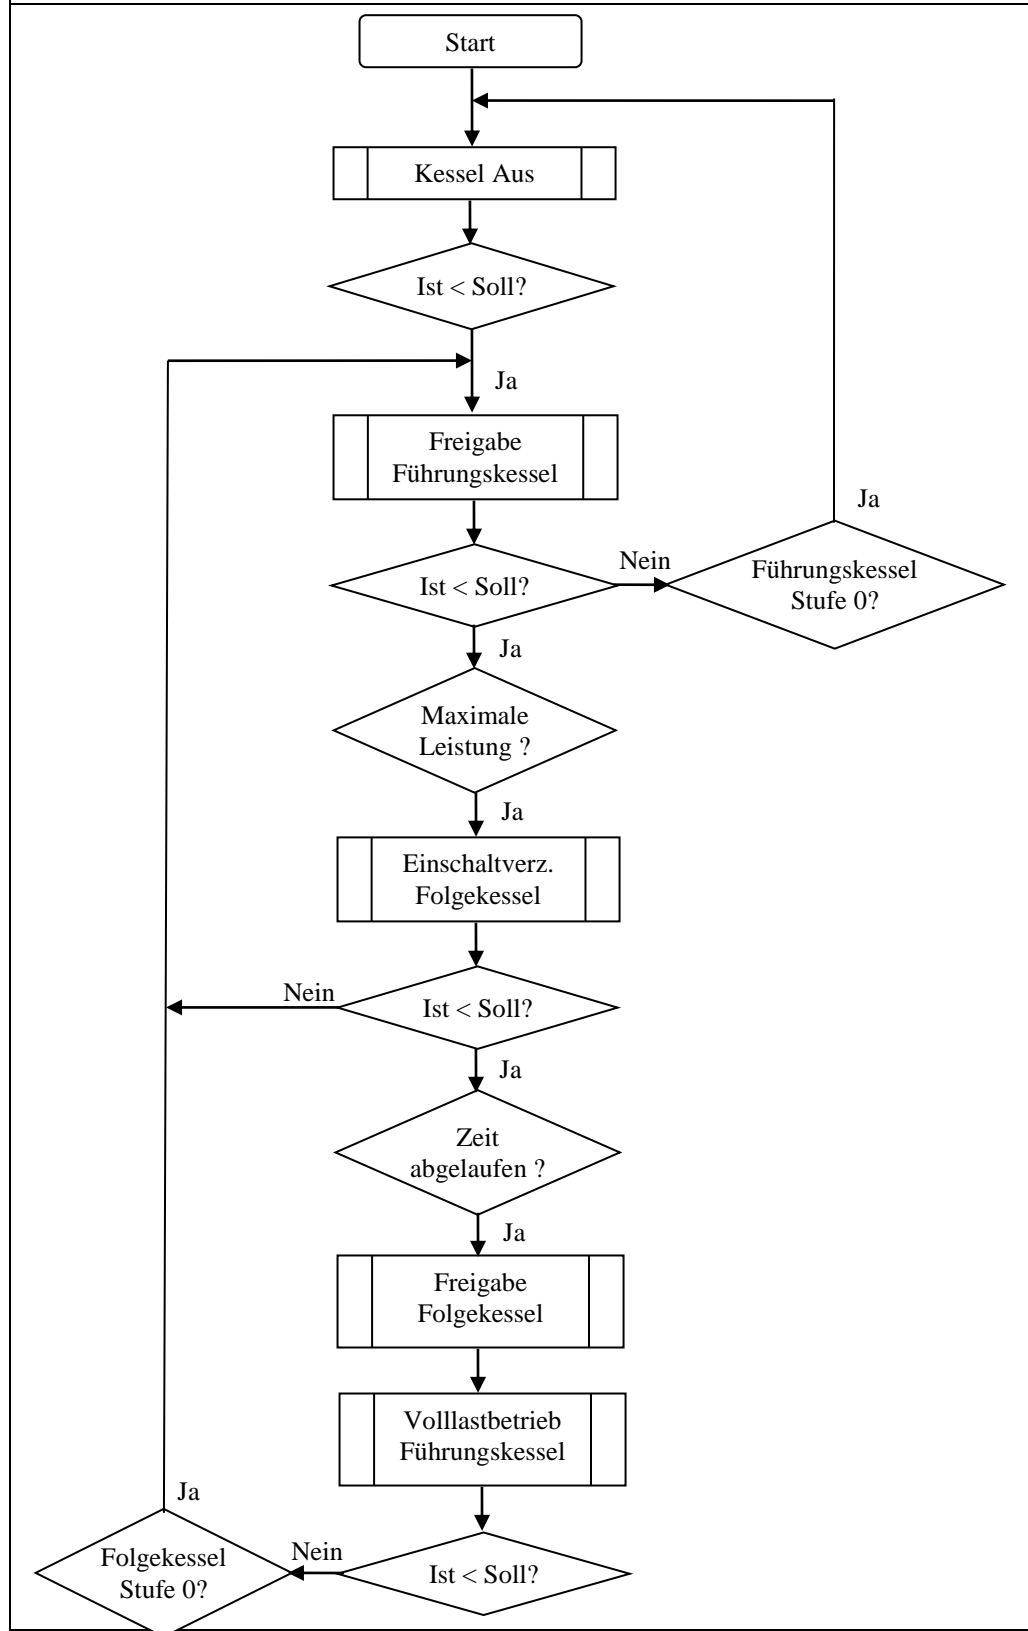 Start
Kessel Aus
Ist < Soll?
Ja
Freigabe
Führungskessel
Ja
Nein
Ist < Soll?
Führungskessel
Stufe 0?
Ja
Maximale
Leistung ?
Ja
Einschaltverz.
Folgekessel
Nein
Ist < Soll?
Ja
Zeit
abgelaufen ?
Ja
Freigabe
Folgekessel
Volllastbetrieb
Führungskessel
Ja
Folgekessel
Stufe 0?
Nein
Ist < Soll?